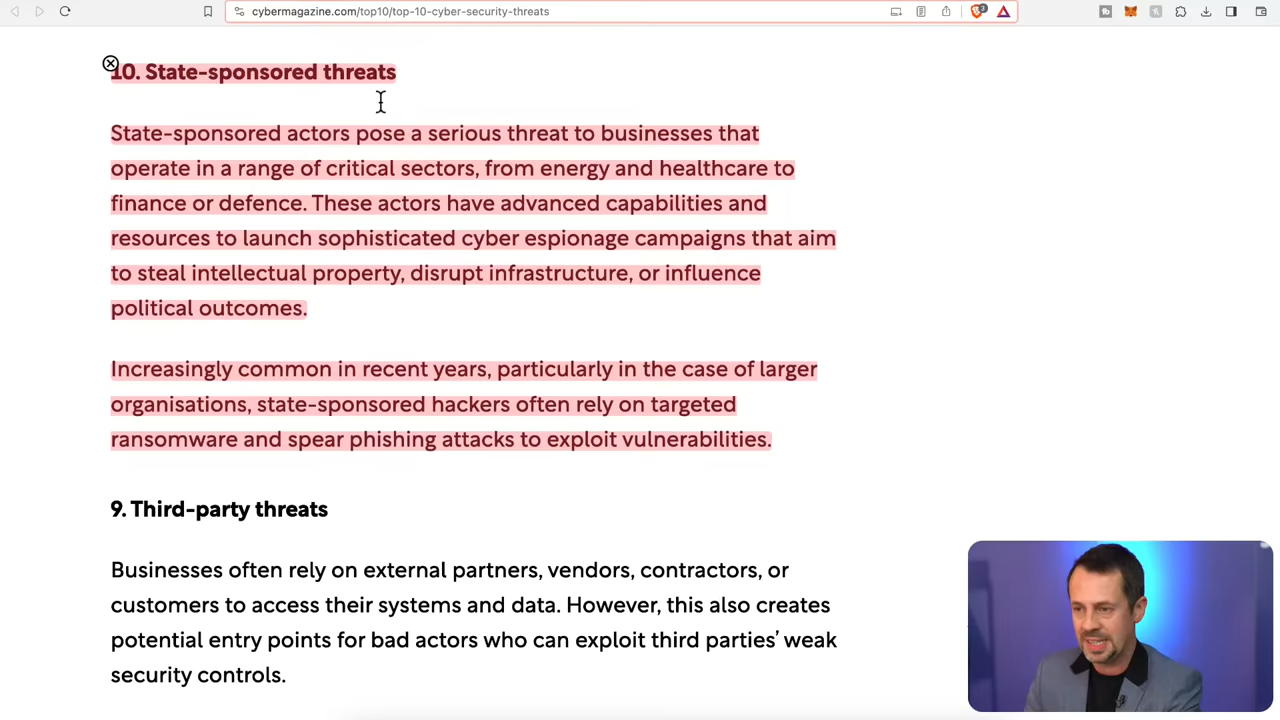 cybermagazine.com/top10/top-10-cyber-security-threats
3
10. State-sponsored threats
State-sponsored actors pose a serious threat to businesses that
operate in a range of critical sectors, from energy and healthcare to
finance or defence. These actors have advanced capabilities and
resources to launch sophisticated cyber espionage campaigns that aim
to steal intellectual property, disrupt infrastructure, or influence
political outcomes.
Increasingly common in recent years, particularly in the case of larger
organisations, state-sponsored hackers often rely on targeted
ransomware and spear phishing attacks to exploit vulnerabilities.
9. Third-party threats
Businesses often rely on external partners, vendors, contractors, or
customers to access their systems and data. However, this also creates
potential entry points for bad actors who can exploit third parties’ weak
security controls.